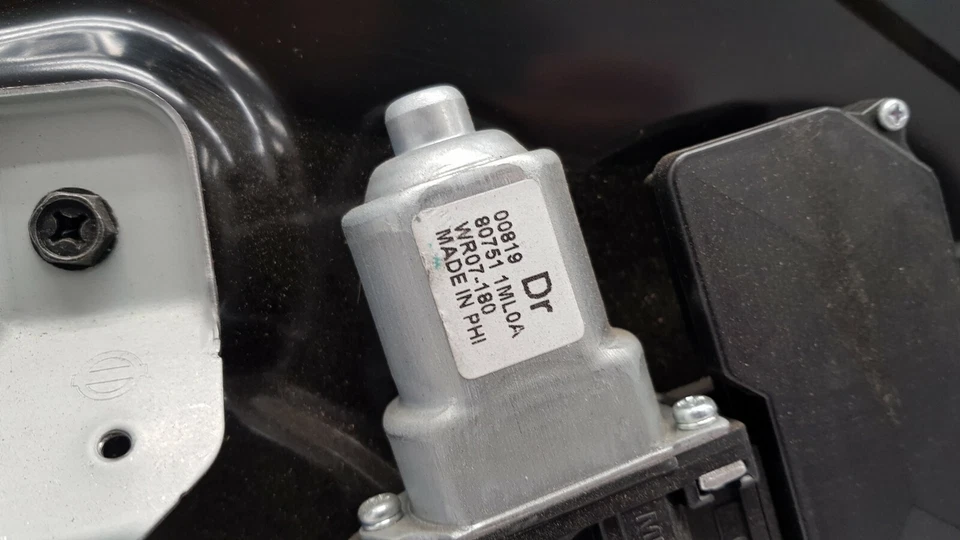 00819 Dr
80751 1ML0A
WR07-180
MADE IN PHI